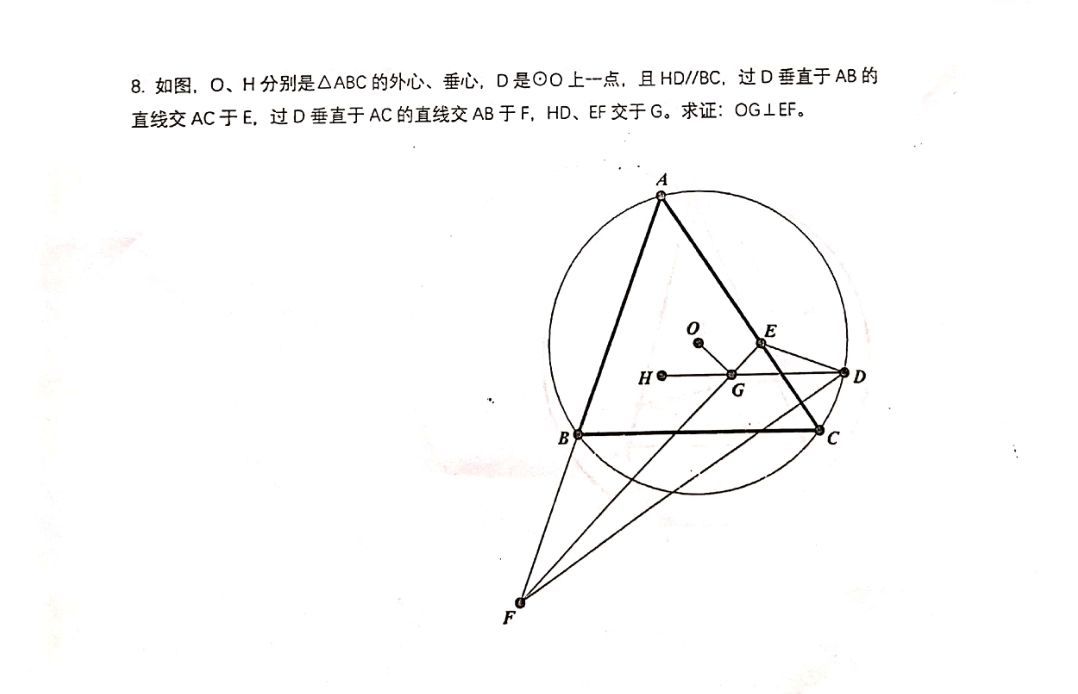 8. 如图，O、H 分别是△ABC 的外心、垂心，D 是⊙O 上一点，且 HD//BC，过 D 垂直于 AB 的
直线交 AC 于 E，过 D 垂直于 AC 的直线交 AB 于 F，HD、EF 交于 G。求证：OG⊥EF。
A
O
E
H
G
D
B
C
F